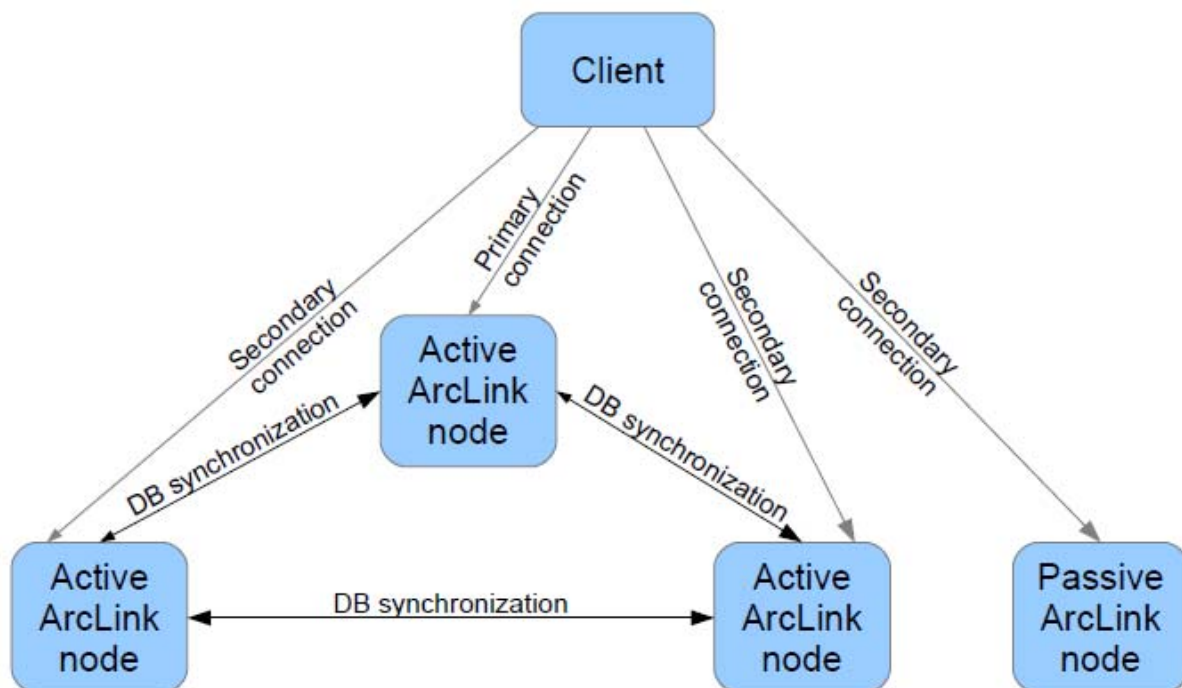 Client
Primary
connection
Secondary
connection
Secondary
connection
Secondary
connection
Active
ArcLink
node
DB synchronization
DB synchronization
Active
ArcLink
node
DB synchronization
Active
ArcLink
node
Passive
ArcLink
node